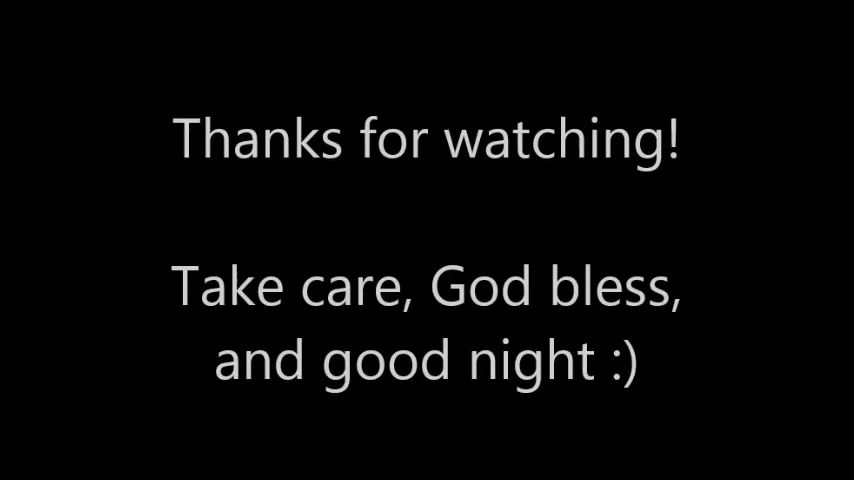 Thanks for watching!
Take care, God bless,
and good night :)